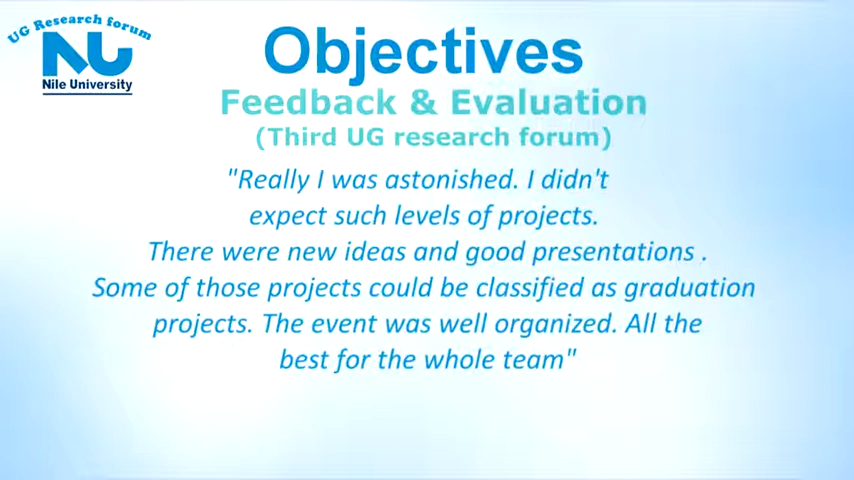 UG Research forum
NU
Nile University
Objectives
Feedback & Evaluation
(Third UG research forum)
"Really I was astonished. I didn't
expect such levels of projects.
There were new ideas and good presentations .
Some of those projects could be classified as graduation
projects. The event was well organized. All the
best for the whole team"